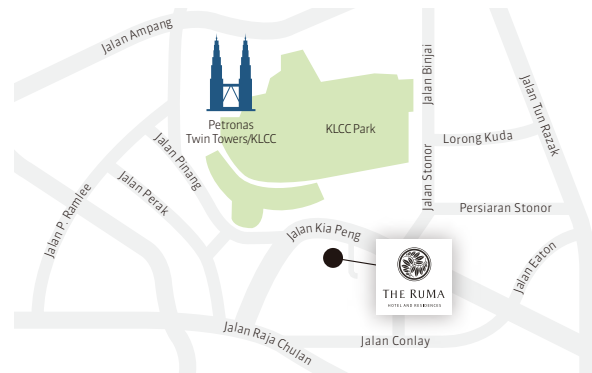 Jalan Ampang
Jalan Binjai
Jalan Tun Razak
Petronas
Twin Towers/KLCC
KLCC Park
Lorong Kuda
Jalan Pinang
Jalan Perak
Jalan P. Ramlee
Jalan Stonor
Persiaran Stonor
Jalan Kia Peng
Jalan Eaton
THE RUMA
HOTEL AND RESIDENCES
Jalan Raja Chulan
Jalan Conlay